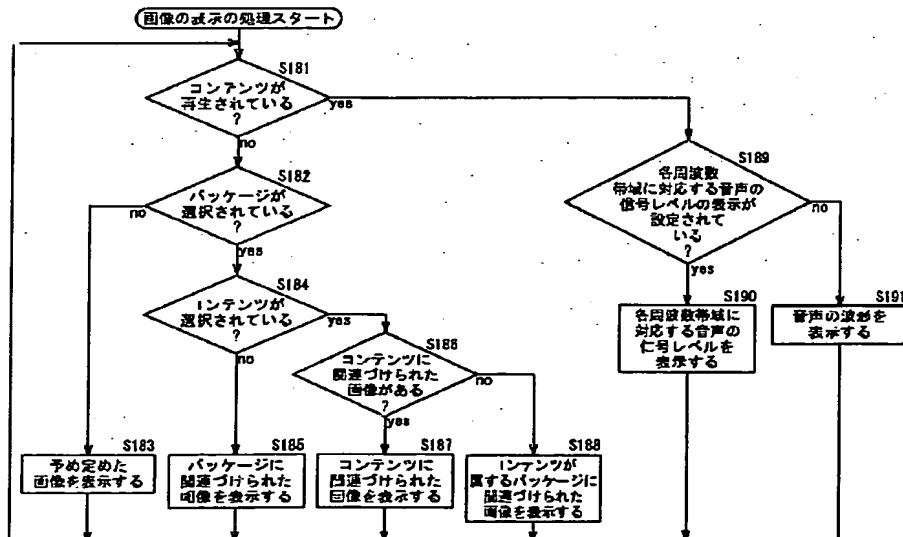 画像の表示の処理スタート
S181
コンテンツが
再生されている
?
yes
no
S182
パッケージが
選択されている
?
no
yes
S184
コンテンツが
選択されている
?
yes
no
S186
コンテンツに
関連づけられた
画像がある
?
no
yes
S189
各周波数
帯域に対応する音声の
信号レベルの表示が
設定されて
いる
?
no
yes
S183
予め定めた
画像を表示する
S185
パッケージに
関連づけられた
画像を表示する
S187
コンテンツに
関連づけられた
画像を表示する
S188
コンテンツが
属するパッケージに
関連づけられた
画像を表示する
S190
各周波数帯域に
対応する音声の
信号レベルを
表示する
S191
音声の波形を
表示する